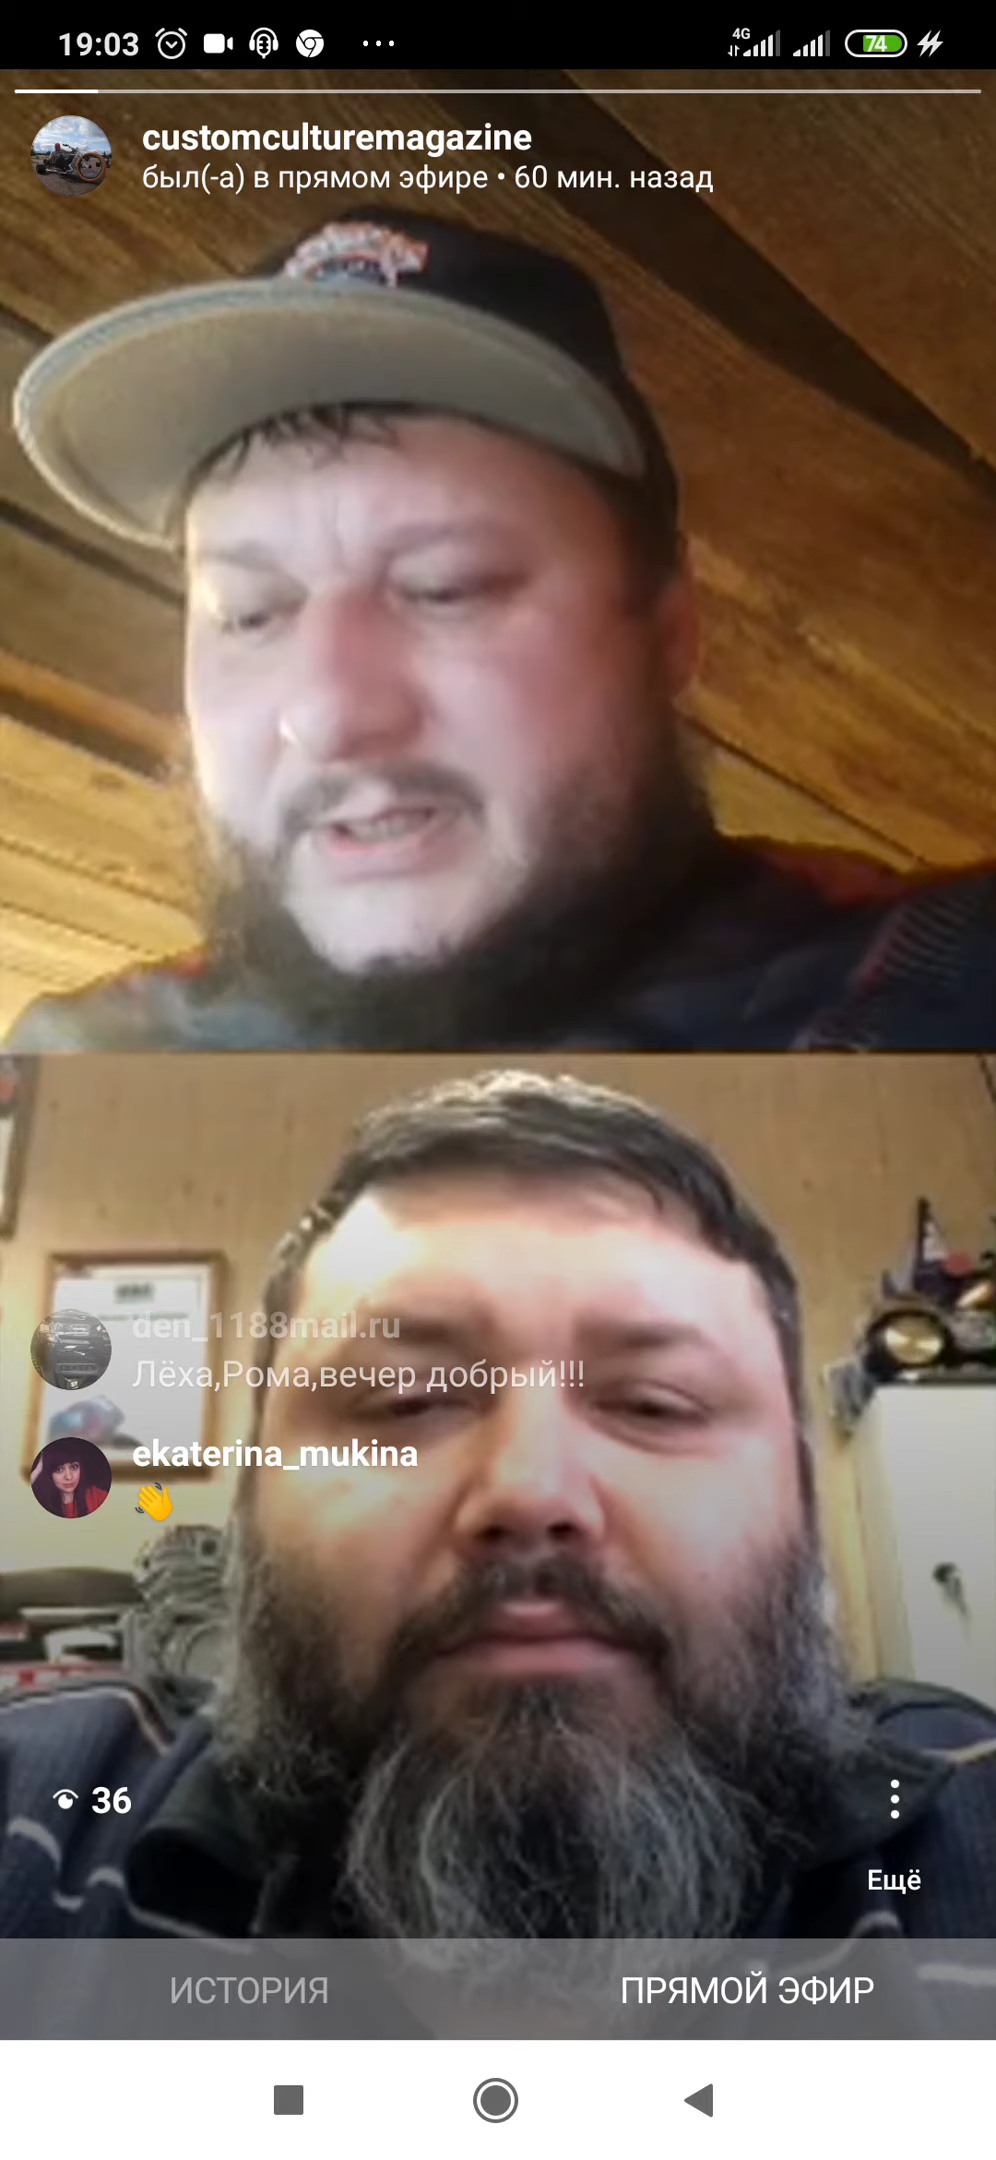 19:03
4G
74
customculturemagazine
был(-а) в прямом эфире • 60 мин. назад
den_1188mail.ru
Лёха,Рома,вечер добрый!!!
ekaterina_mukina
👋
36
Ещё
ИСТОРИЯ
ПРЯМОЙ ЭФИР